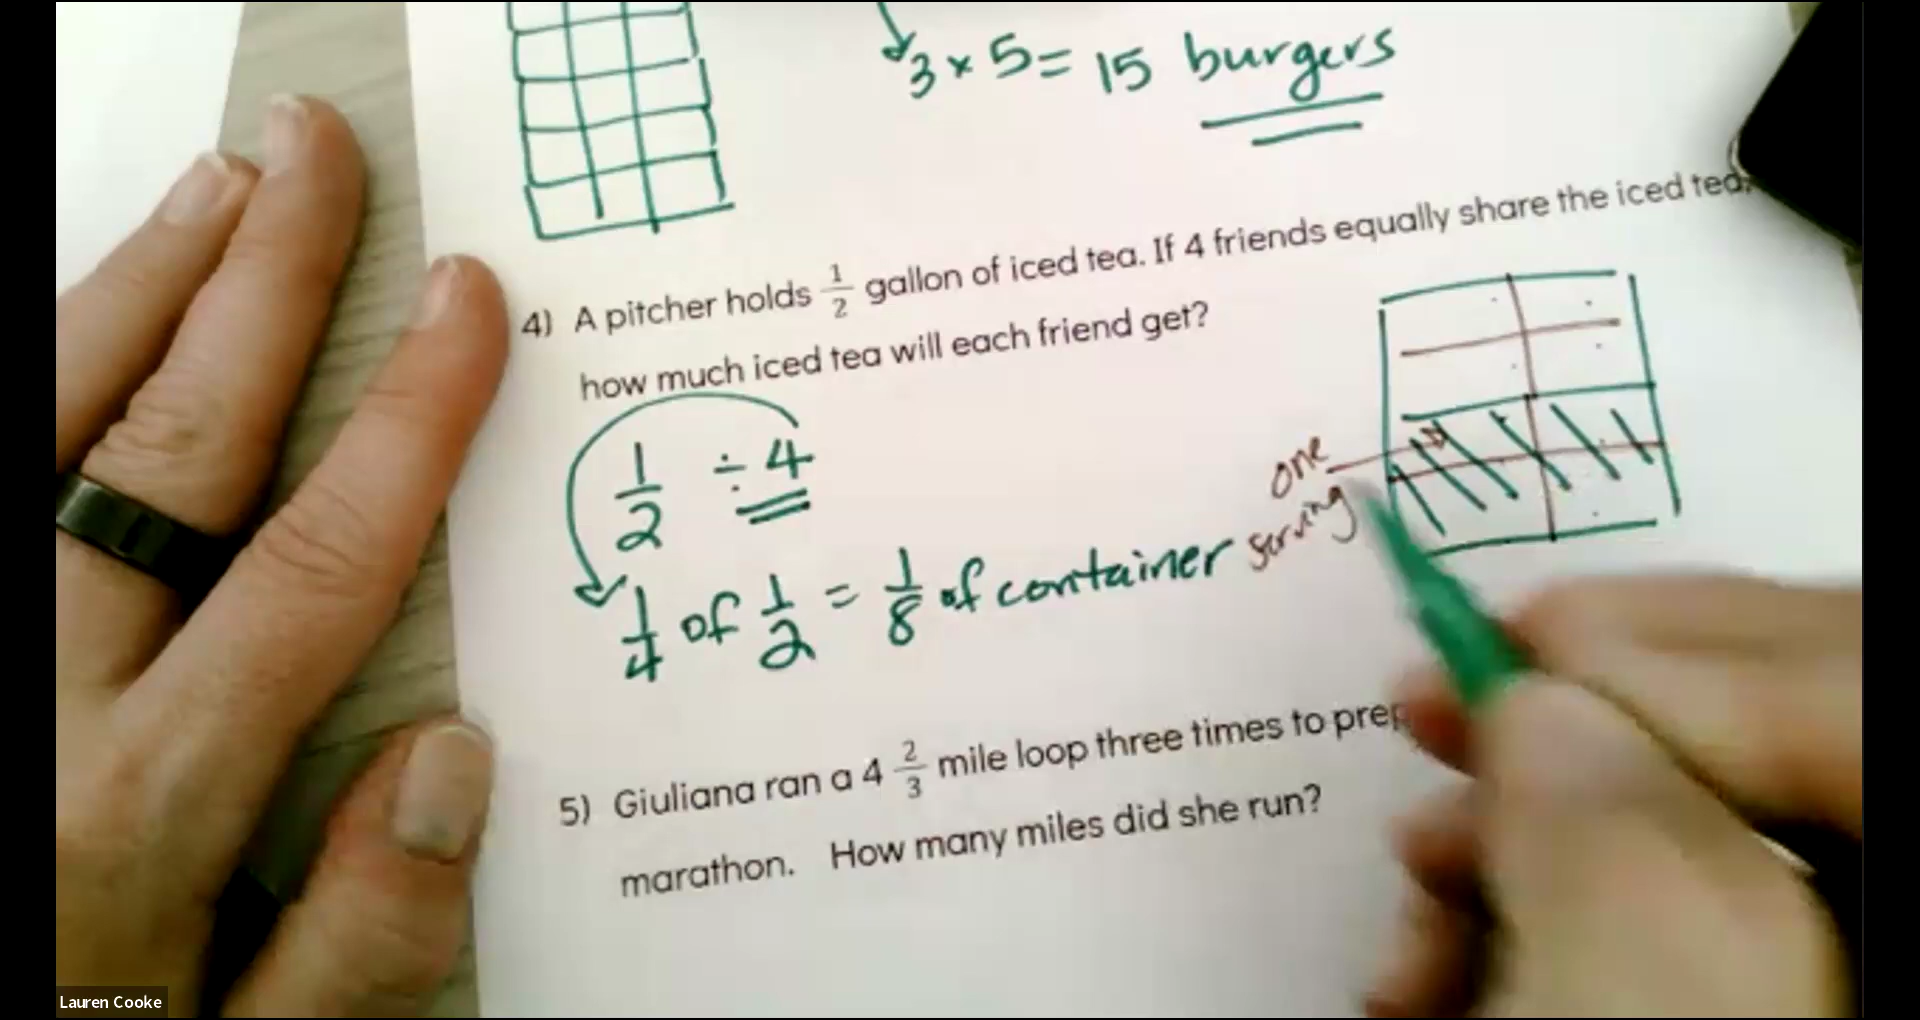 3 × 5 = 15 burgers
4) A pitcher holds 1/2 gallon of iced tea. If 4 friends equally share the iced tea,
how much iced tea will each friend get?
1/2 ÷ 4
one
serving
1/4 of 1/2 = 1/8 of container
5) Giuliana ran a 4 2/3 mile loop three times to
marathon. How many miles did she run?
Lauren Cooke